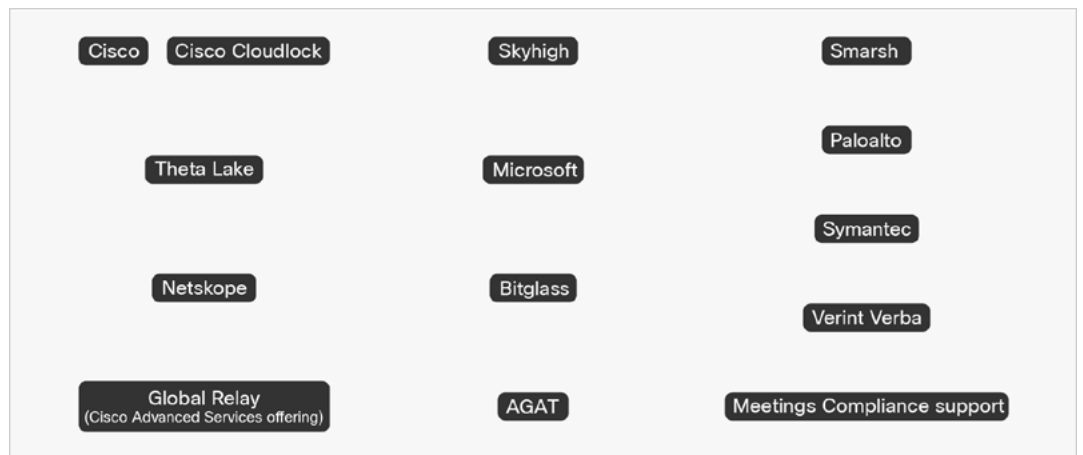 Cisco
Cisco Cloudlock
Skyhigh
Smarsh
Paloalto
Theta Lake
Microsoft
Symantec
Netskope
Bitglass
Verint Verba
Global Relay
(Cisco Advanced Services offering)
AGAT
Meetings Compliance support